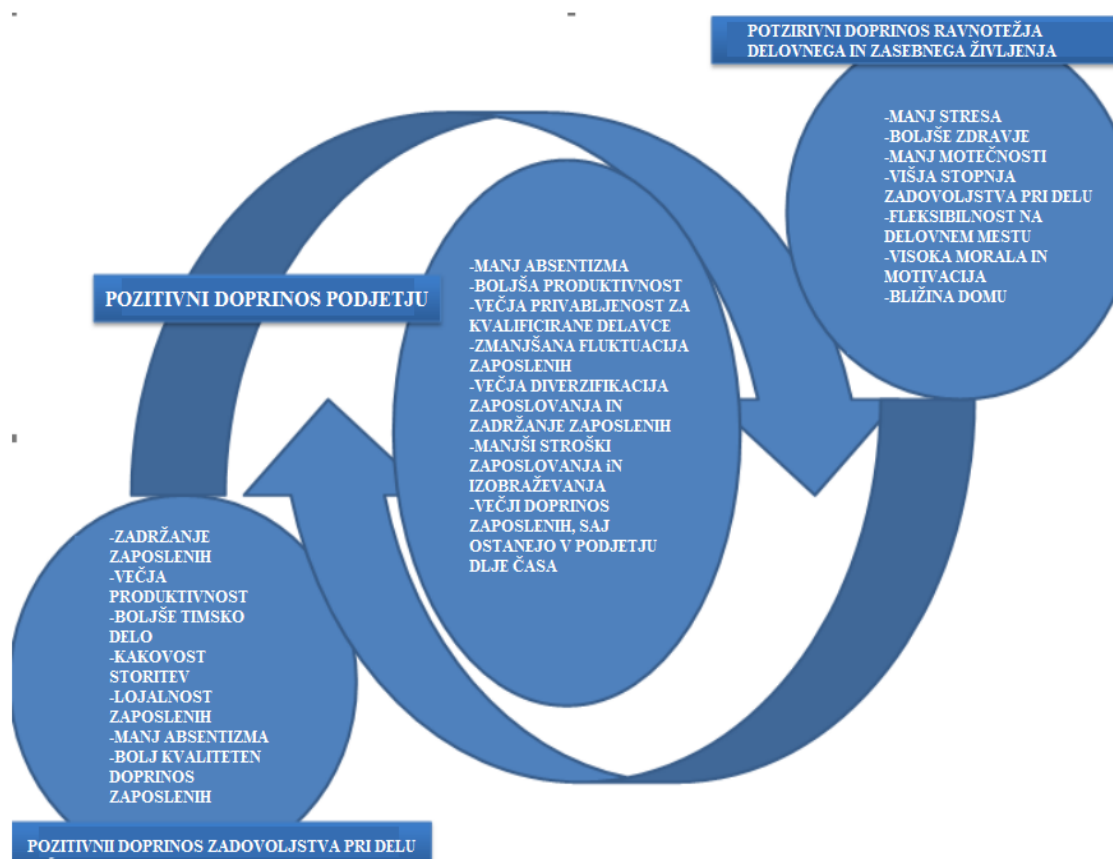 POTZIRIVNI DOPRINOS RAVNOTEŽJA
DELOVNEGA IN ZASEBNEGA ŽIVLJENJA
-MANJ STRESA
-BOLJŠE ZDRAVJE
-MANJ MOTEČNOSTI
-VIŠJA STOPNJA
ZADOVOLJSTVA PRI DELU
-FLEKSIBILNOST NA
DELOVNEM MESTU
-VISOKA MORALA IN
MOTIVACIJA
-BLIŽINA DOMU
POZITIVNI DOPRINOS PODJETJU
-MANJ ABSENTIZMA
-BOLJŠA PRODUKTIVNOST
-VEČJA PRIVABLJENOST ZA
KVALIFICIRANE DELAVCE
-ZMANJŠANA FLUKTUACIJA
ZAPOSLENIH
-VEČJA DIVERZIFIKACIJA
ZAPOSLOVANJA IN
ZADRŽANJE ZAPOSLENIH
-MANJŠI STROŠKI
ZAPOSLOVANJA iN
IZOBRAŽEVANJA
-VEČJI DOPRINOS
ZAPOSLENIH, SAJ
OSTANEJO V PODJETJU
DLJE ČASA
-ZADRŽANJE
ZAPOSLENIH
-VEČJA
PRODUKTIVNOST
-BOLJŠE TIMSKO
DELO
-KAKOVOST
STORITEV
-LOJALNOST
ZAPOSLENIH
-MANJ ABSENTIZMA
-BOLJ KVALITETEN
DOPRINOS
ZAPOSLENIH
POZITIVNII DOPRINOS ZADOVOLJSTVA PRI DELU